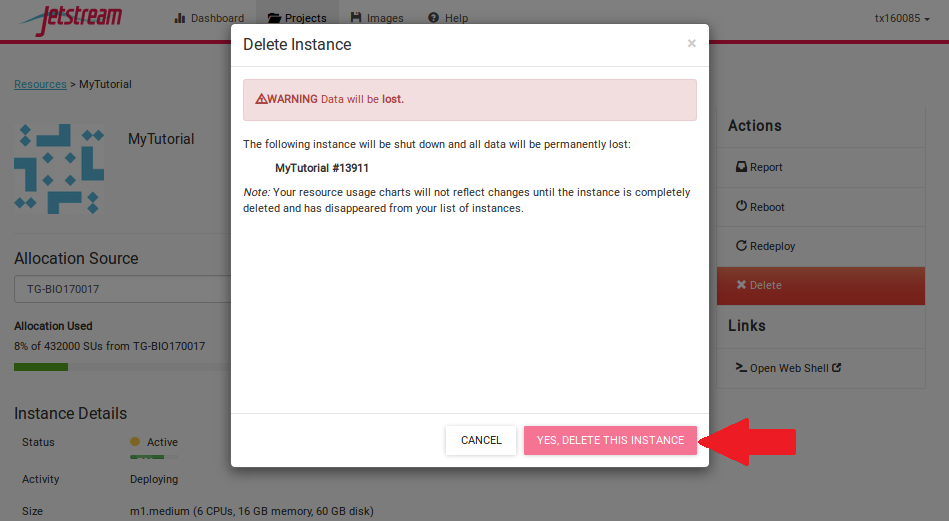 Jetstream
Dashboard
Projects
Images
Help
tx160085
Resources > MyTutorial
MyTutorial
Allocation Source
TG-BIO170017
Allocation Used
8% of 432000 SUs from TG-BIO170017
Instance Details
Status Active
Activity Deploying
Size m1.medium (6 CPUs, 16 GB memory, 60 GB disk)
Delete Instance
×
WARNING Data will be lost.
The following instance will be shut down and all data will be permanently lost:
MyTutorial #13911
Note: Your resource usage charts will not reflect changes until the instance is completely
deleted and has disappeared from your list of instances.
CANCEL
YES, DELETE THIS INSTANCE
Actions
Report
Reboot
Redeploy
Delete
Links
Open Web Shell